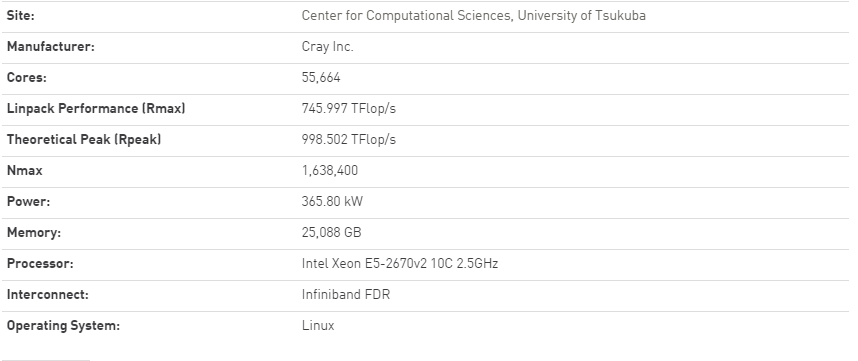 Site: Center for Computational Sciences, University of Tsukuba
Manufacturer: Cray Inc.
Cores: 55,664
Linpack Performance (Rmax) 745.997 TFlop/s
Theoretical Peak (Rpeak) 998.502 TFlop/s
Nmax 1,638,400
Power: 365.80 kW
Memory: 25,088 GB
Processor: Intel Xeon E5-2670v2 10C 2.5GHz
Interconnect: Infiniband FDR
Operating System: Linux